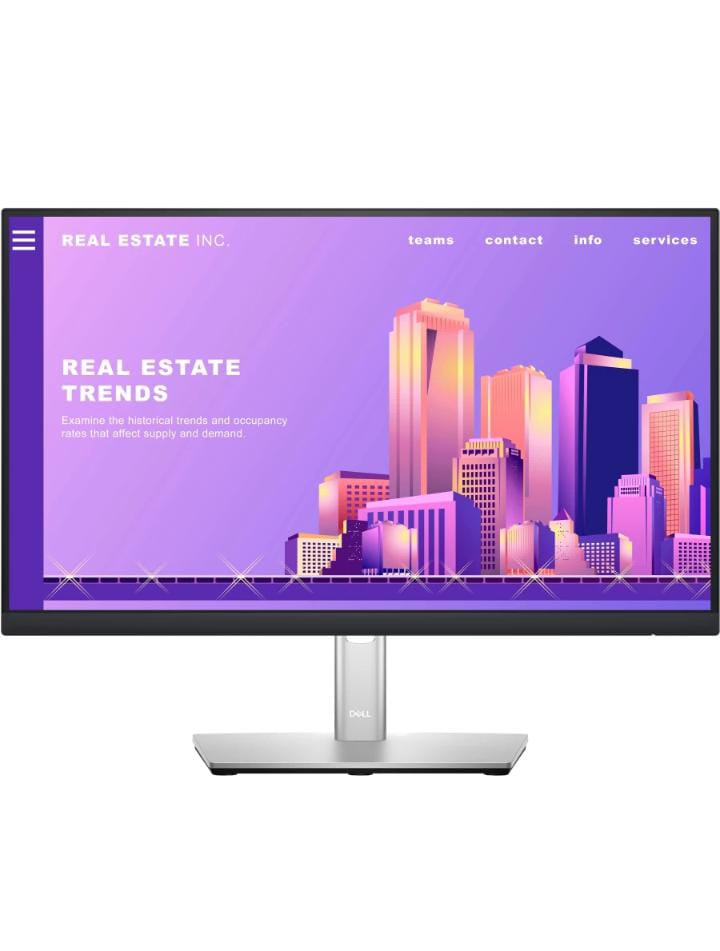 REAL ESTATE INC.
teams contact info services
REAL ESTATE
TRENDS
Examine the historical trends and occupancy
rates that affect supply and demand.
DELL